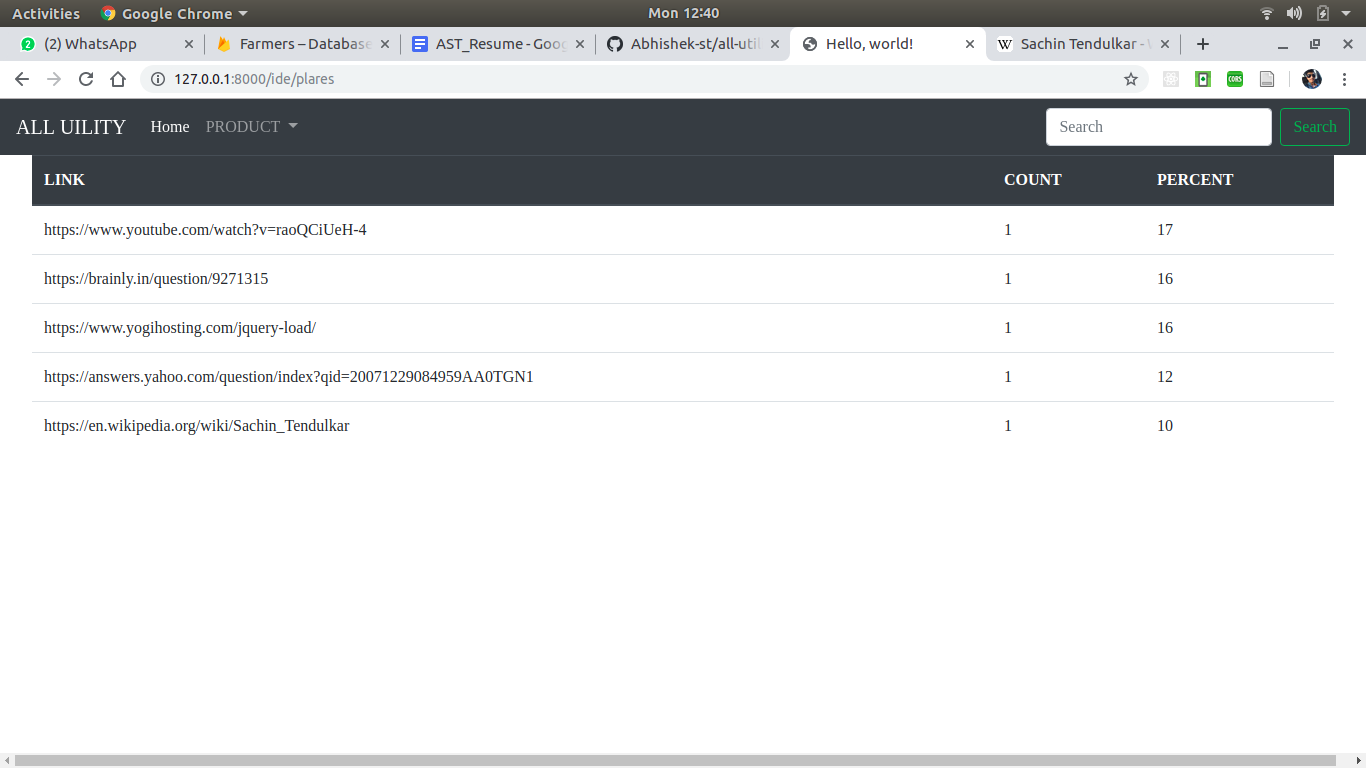 Activities Google Chrome Mon 12:40
(2) WhatsApp Farmers – Database AST_Resume - Goog Abhishek-st/all-util Hello, world! W Sachin Tendulkar - W
127.0.0.1:8000/ide/plares CORS
ALL UILITY Home PRODUCT Search Search
LINK COUNT PERCENT
https://www.youtube.com/watch?v=raoQCiUeH-4 1 17
https://brainly.in/question/9271315 1 16
https://www.yogihosting.com/jquery-load/ 1 16
https://answers.yahoo.com/question/index?qid=20071229084959AA0TGN1 1 12
https://en.wikipedia.org/wiki/Sachin_Tendulkar 1 10